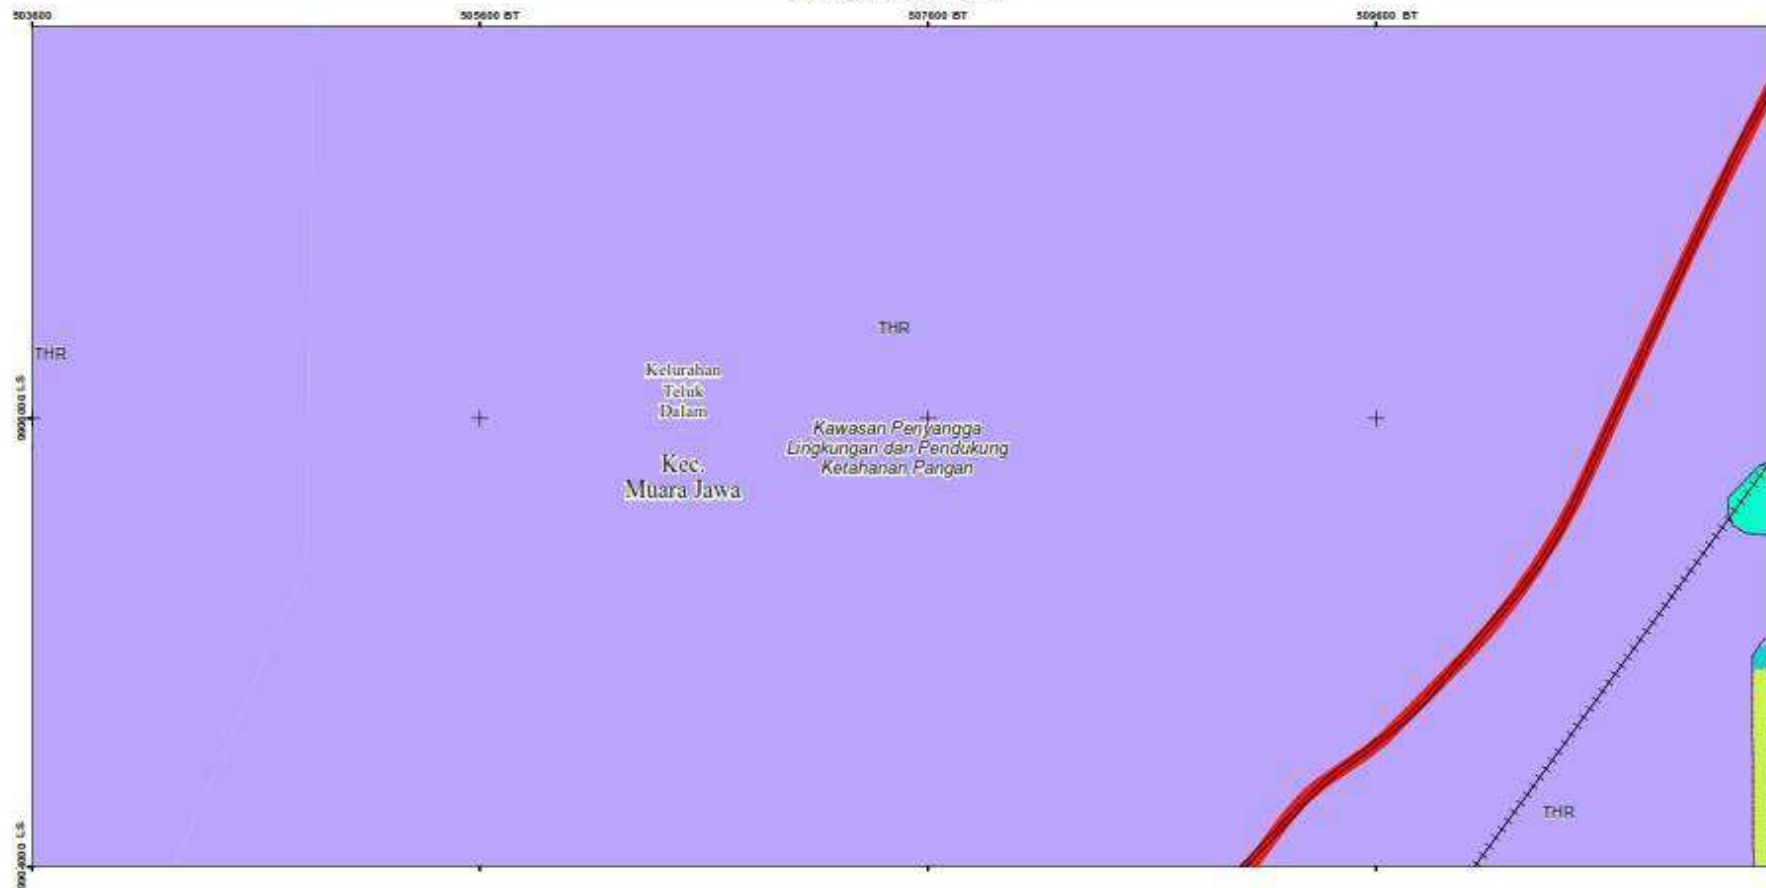 503600
505600 BT
507600 BT
509600 BT
THR
THR
Kelurahan
Teluk
Dalam
Kawasan Penyangga
Lingkungan dan Pendukung
Ketahanan Pangan
Kec.
Muara Jawa
THR